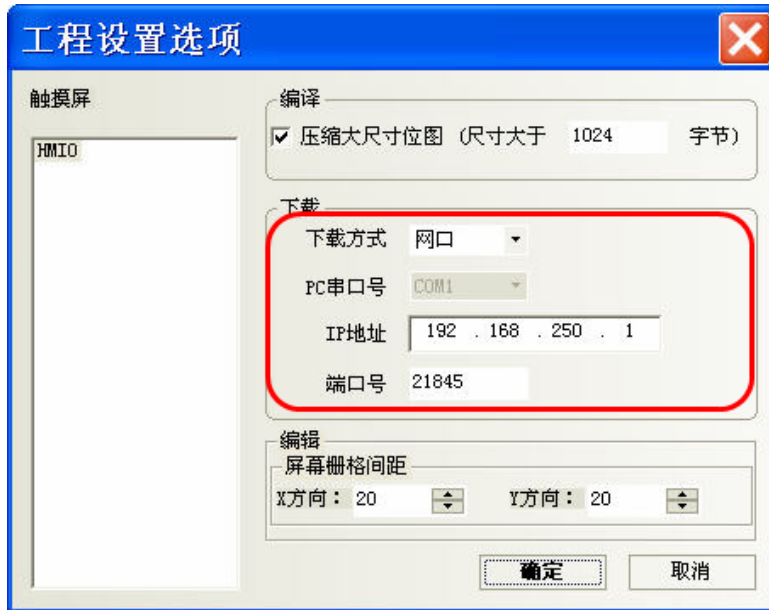 工程设置选项
触摸屏
HMI0
编译
压缩大尺寸位图 (尺寸大于 1024 字节)
下载
下载方式 网口
PC串口号 COM1
IP地址 192 . 168 . 250 . 1
端口号 21845
编辑
屏幕栅格间距
X方向： 20 Y方向： 20
确定 取消